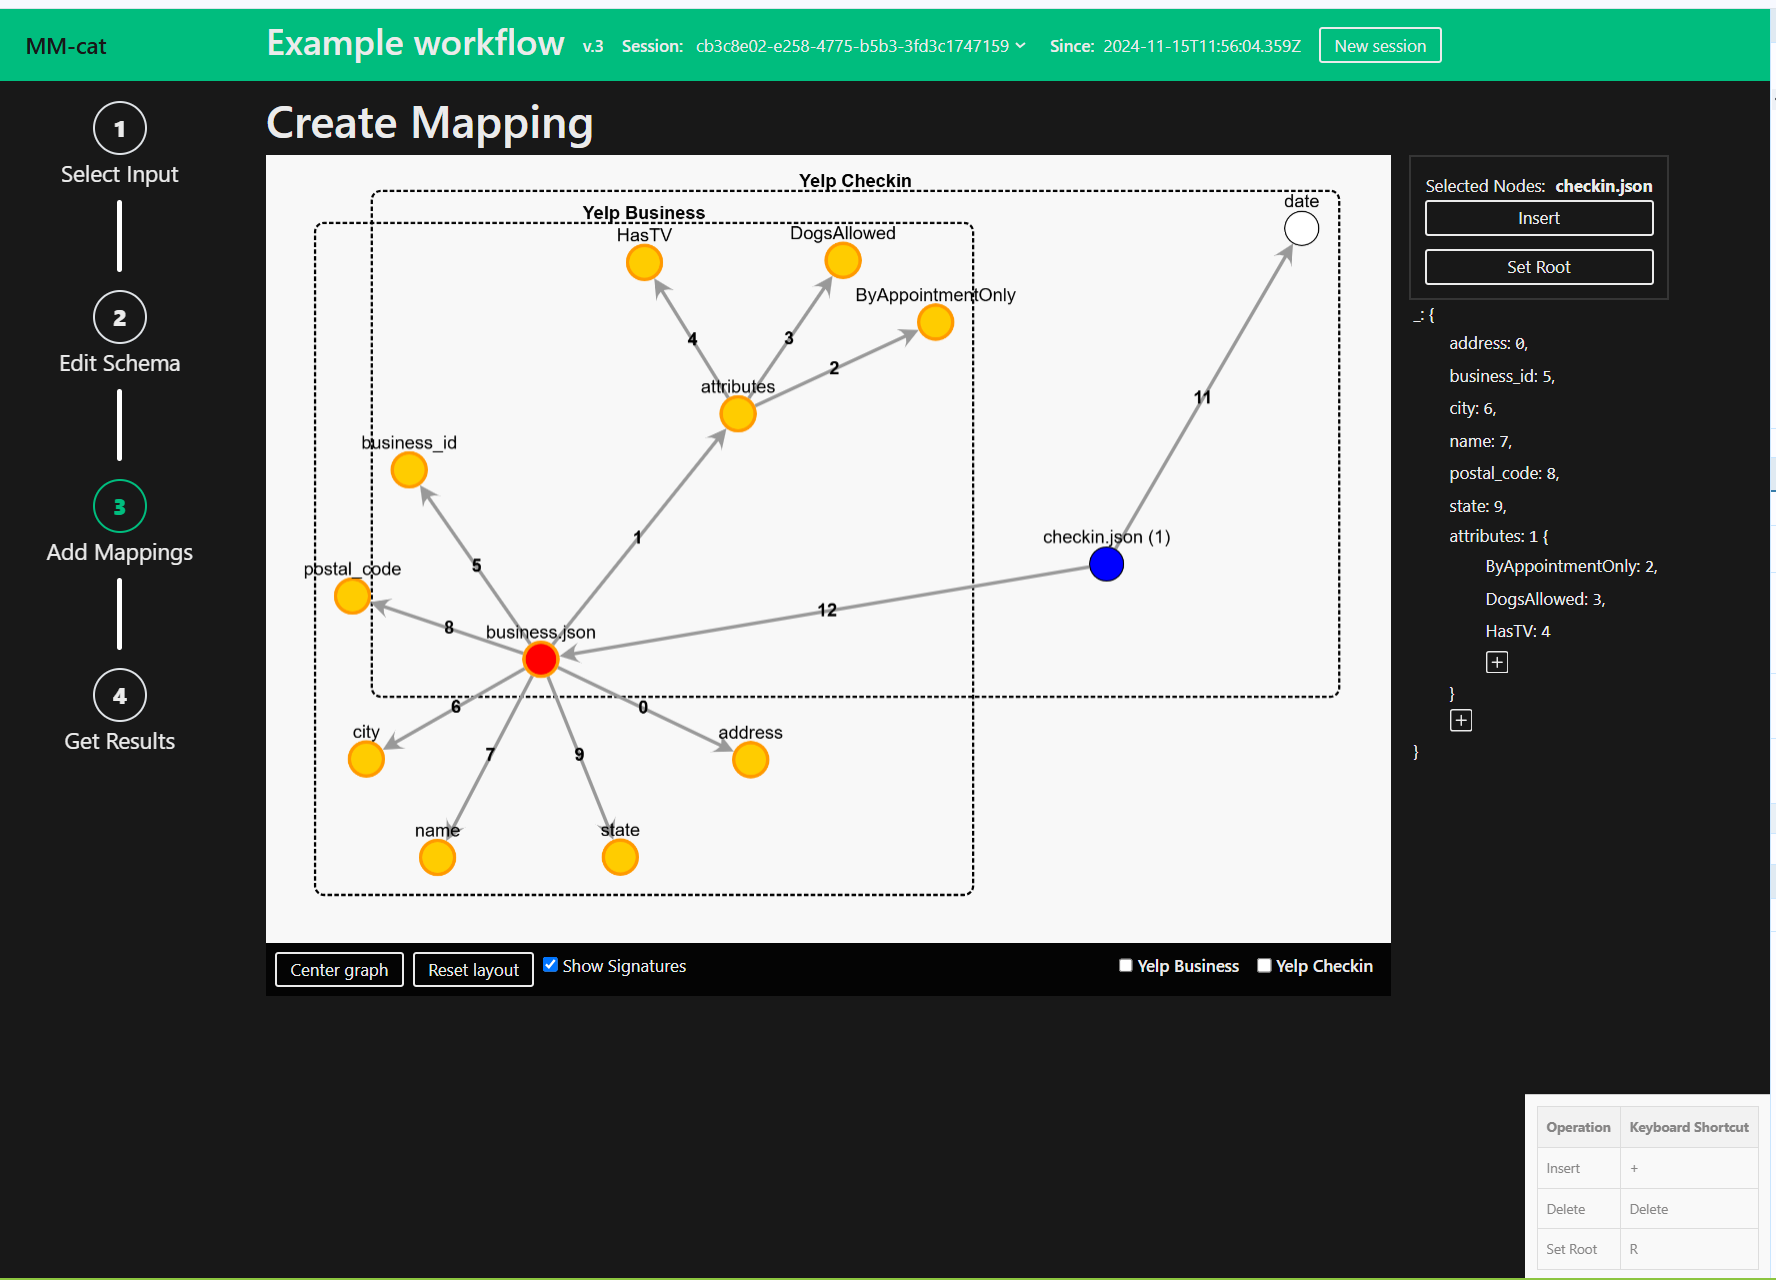 MM-cat
Example workflow v.3 Session: cb3c8e02-e258-4775-b5b3-3fd3c1747159 Since: 2024-11-15T11:56:04.359Z New session
1
Select Input
2
Edit Schema
3
Add Mappings
4
Get Results
Create Mapping
Yelp Checkin
date
Yelp Business
HasTV
DogsAllowed
ByAppointmentOnly
4
3
2
attributes
11
business_id
1
checkin.json (1)
5
postal_code
12
8
business.json
6
0
city
address
7
9
name
state
Center graph
Reset layout
Show Signatures
Yelp Business
Yelp Checkin
Selected Nodes: checkin.json
Insert
Set Root
_: {
address: 0,
business_id: 5,
city: 6,
name: 7,
postal_code: 8,
state: 9,
attributes: 1 {
ByAppointmentOnly: 2,
DogsAllowed: 3,
HasTV: 4
+
}
+
}
Operation Keyboard Shortcut
Insert +
Delete Delete
Set Root R